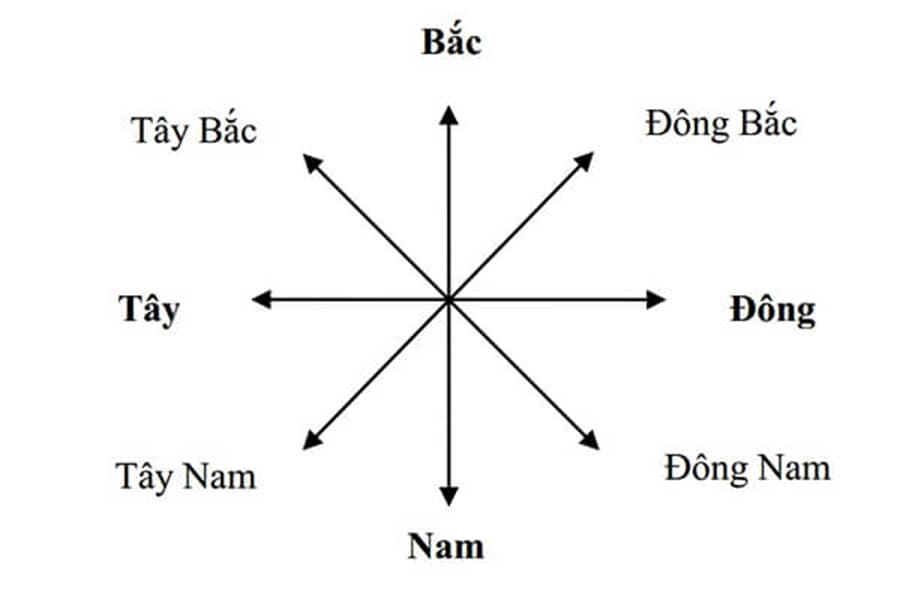 Bắc
Tây Bắc
Đông Bắc
Tây
Đông
Tây Nam
Đông Nam
Nam